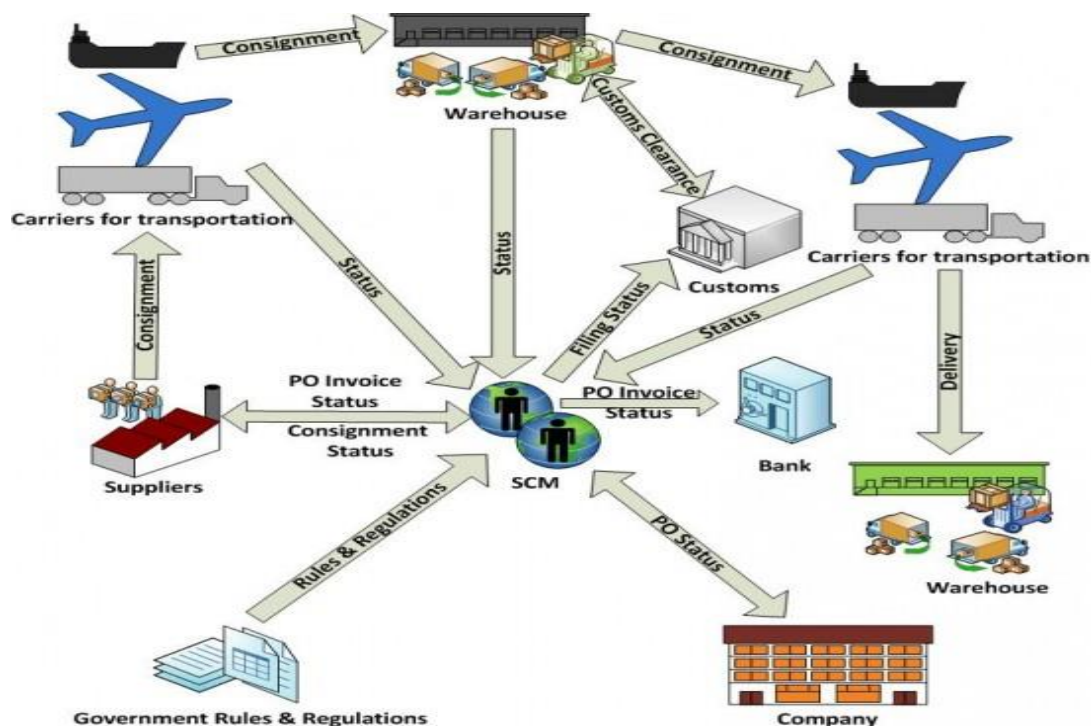 Consignment
Consignment
Warehouse
Customs Clearance
Carriers for transportation
Status
Status
Customs
Carriers for transportation
Consignment
Filing Status
Status
Delivery
PO Invoice
Status
Consignment
Status
PO Invoice
Status
Suppliers
SCM
Bank
Rules & Regulations
PO Status
Warehouse
Government Rules & Regulations
Company